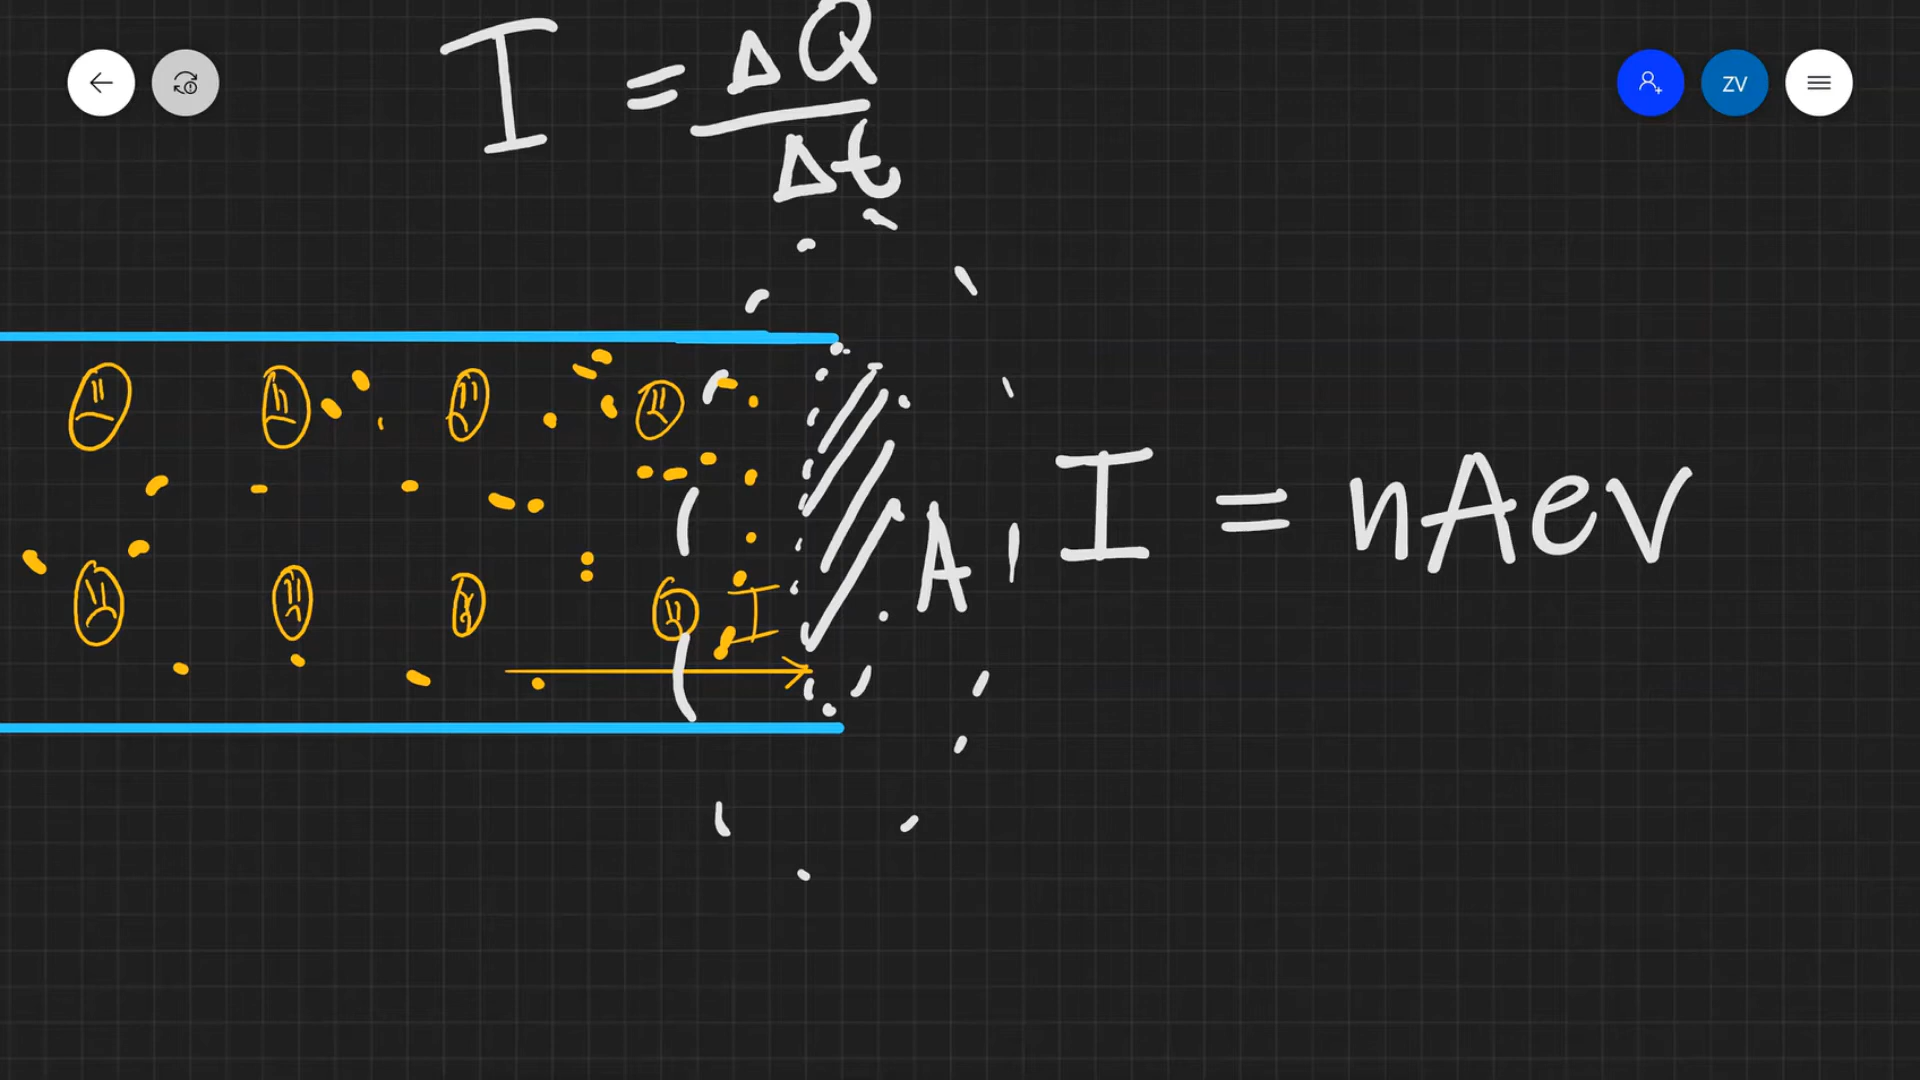 I = ΔQ/Δt
ZV
I = nAev
A
I